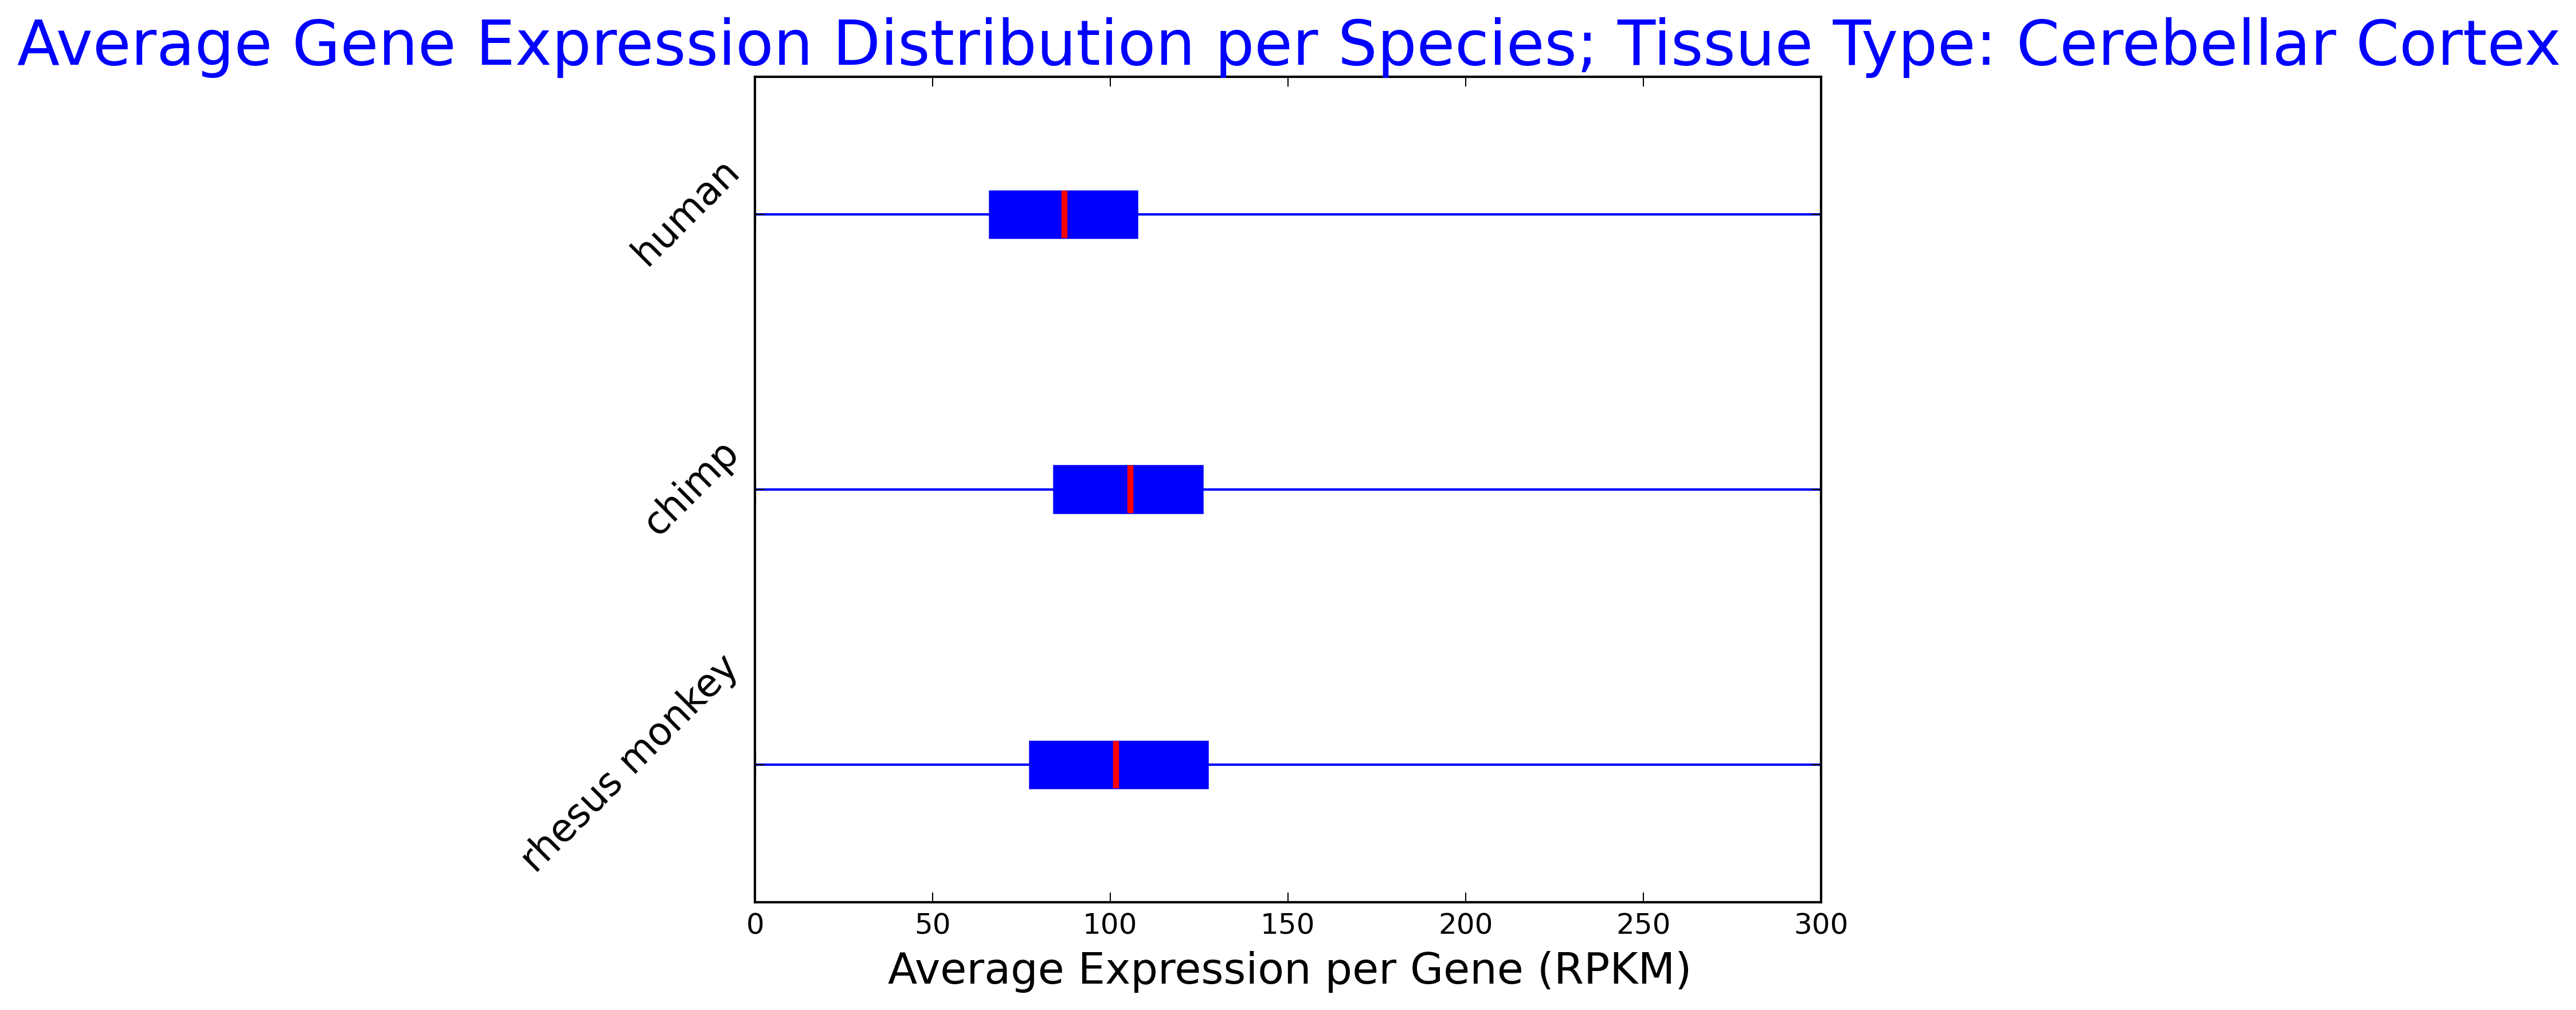 Average Gene Expression Distribution per Species; Tissue Type: Cerebellar Cortex
human
chimp
rhesus monkey
0 50 100 150 200 250 300
Average Expression per Gene (RPKM)